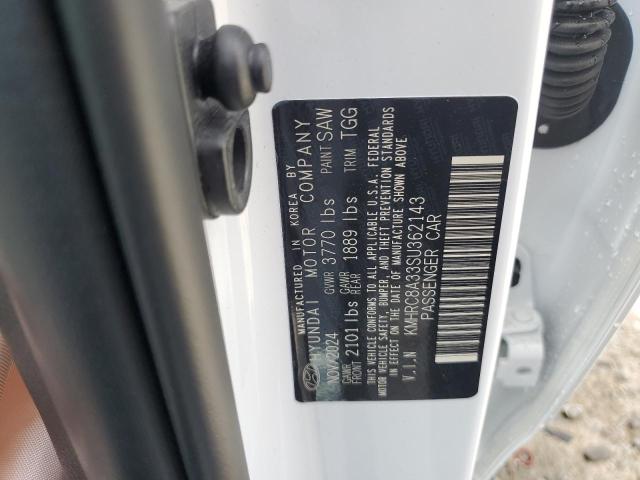 MANUFACTURED IN KOREA BY
HYUNDAI MOTOR COMPANY
NOV/2024 GVWR 3770 lbs PAINT SAW
GAWR FRONT 2101 lbs GAWR REAR 1889 lbs TRIM TGG
THIS VEHICLE CONFORMS TO ALL APPLICABLE U.S.A. FEDERAL
MOTOR VEHICLE SAFETY, BUMPER, AND THEFT PREVENTION STANDARDS
IN EFFECT ON THE DATE OF MANUFACTURE SHOWN ABOVE
V.I.N KMHRC8A33SU362143
PASSENGER CAR